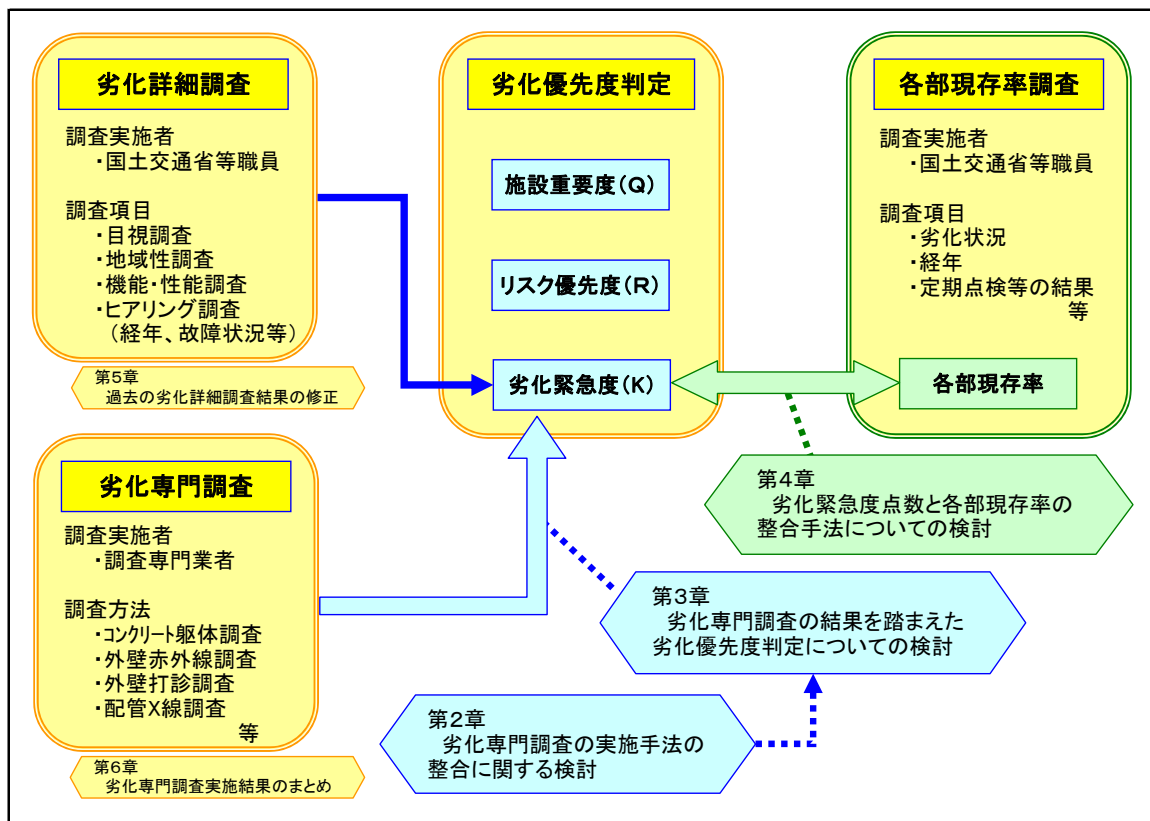 劣化詳細調査
調査実施者
・国土交通省等職員
調査項目
・目視調査
・地域性調査
・機能・性能調査
・ヒアリング調査
(経年、故障状況等)
第5章
過去の劣化詳細調査結果の修正
劣化専門調査
調査実施者
・調査専門業者
調査方法
・コンクリート躯体調査
・外壁赤外線調査
・外壁打診調査
・配管X線調査
等
第6章
劣化専門調査実施結果のまとめ
劣化優先度判定
施設重要度(Q)
リスク優先度(R)
劣化緊急度(K)
各部現存率調査
調査実施者
・国土交通省等職員
調査項目
・劣化状況
・経年
・定期点検等の結果
等
各部現存率
第4章
劣化緊急度点数と各部現存率の
整合手法についての検討
第3章
劣化専門調査の結果を踏まえた
劣化優先度判定についての検討
第2章
劣化専門調査の実施手法の
整合に関する検討